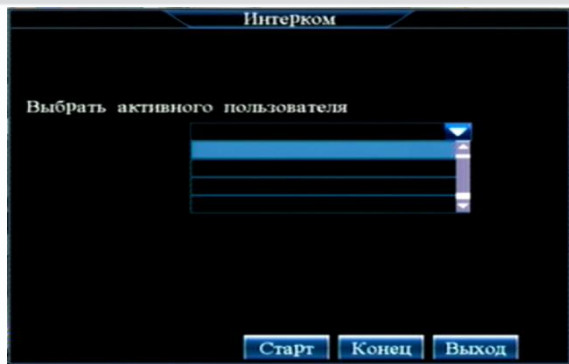 Интерком
Выбрать активного пользователя
Старт Конец Выход